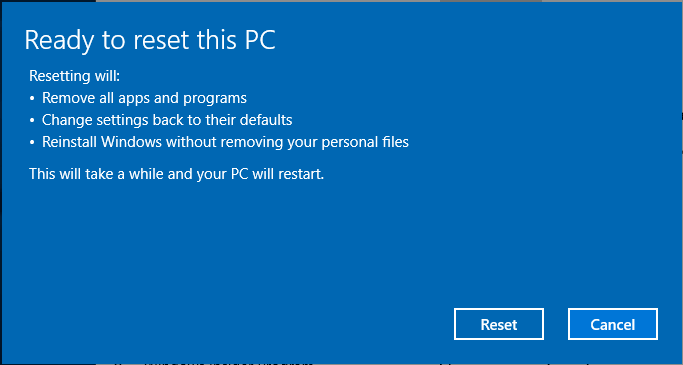 Ready to reset this PC
Resetting will:
• Remove all apps and programs
• Change settings back to their defaults
• Reinstall Windows without removing your personal files
This will take a while and your PC will restart.
Reset
Cancel